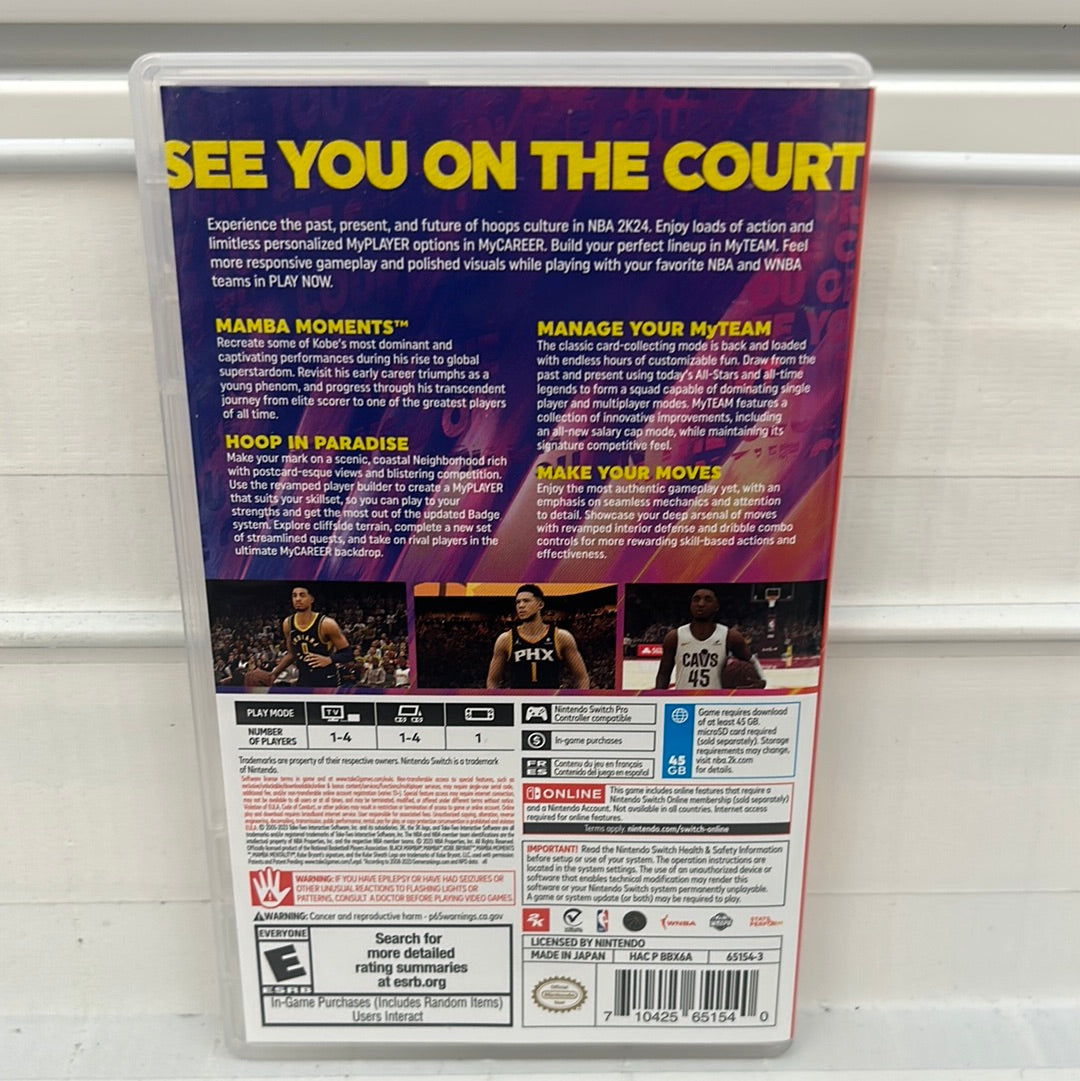 SEE YOU ON THE COURT
Experience the past, present, and future of hoops culture in NBA 2K24. Enjoy loads of action and
limitless personalized MyPLAYER options in MyCAREER. Build your perfect lineup in MyTEAM. Feel
more responsive gameplay and polished visuals while playing with your favorite NBA and WNBA
teams in PLAY NOW.
MAMBA MOMENTS™
Recreate some of Kobe's most dominant and
captivating performances during his rise to global
superstardom. Revisit his early career triumphs as a
young phenom, and progress through his transcendent
journey from elite scorer to one of the greatest players
of all time.
HOOP IN PARADISE
Make your mark on a scenic, coastal Neighborhood rich
with postcard-esque views and blistering competition.
Use the revamped player builder to create a MyPLAYER
that suits your skillset, so you can play to your
strengths and get the most out of the updated Badge
system. Explore cliffside terrain, complete a new set
of streamlined quests, and take on rival players in the
ultimate MyCAREER backdrop.
MANAGE YOUR MyTEAM
The classic card-collecting mode is back and loaded
with endless hours of customizable fun. Draw from the
past and present using today's All-Stars and all-time
legends to form a squad capable of dominating single
player and multiplayer modes. MyTEAM features a
collection of innovative improvements, including
an all-new salary cap mode, while maintaining its
signature competitive feel.
MAKE YOUR MOVES
Enjoy the most authentic gameplay yet, with an
emphasis on seamless mechanics and attention
to detail. Showcase your deep arsenal of moves
with revamped interior defense and dribble combo
controls for more rewarding skill-based actions and
effectiveness.
PHX
1
CAVS
45
PLAY MODE
TV
NUMBER
OF PLAYERS
1-4
1-4
1
Nintendo Switch Pro
Controller compatible
In-game purchases
FR
ES
Contenu du jeu en français
Contenido del juego en español
45
GB
Game requires download
of at least 45 GB.
microSD card required
(sold separately). Storage
requirements may change,
visit nba.2k.com
for details.
Trademarks are property of their respective owners. Nintendo Switch is a trademark
of Nintendo.
ONLINE
This game includes online features that require a
Nintendo Switch Online membership (sold separately)
and a Nintendo Account. Not available in all countries. Internet access
required for online features.
Terms apply. nintendo.com/switch-online
IMPORTANT! Read the Nintendo Switch Health & Safety Information
before setup or use of your system. The operation instructions are
located in the system settings. The use of an unauthorized device or
software that enables technical modification may render this
software or your Nintendo Switch system permanently unplayable.
A game or system update (or both) may be required to play.
WARNING: IF YOU HAVE EPILEPSY OR HAVE HAD SEIZURES OR
OTHER UNUSUAL REACTIONS TO FLASHING LIGHTS OR
PATTERNS, CONSULT A DOCTOR BEFORE PLAYING VIDEO GAMES.
WARNING: Cancer and reproductive harm - p65warnings.ca.gov
EVERYONE
E
ESRB
Search for
more detailed
rating summaries
at esrb.org
In-Game Purchases (Includes Random Items)
Users Interact
2K
WNBA
LICENSED BY NINTENDO
MADE IN JAPAN
HAC P BBX6A
65154-3
Official
Nintendo
Seal
7 10425 65154 0